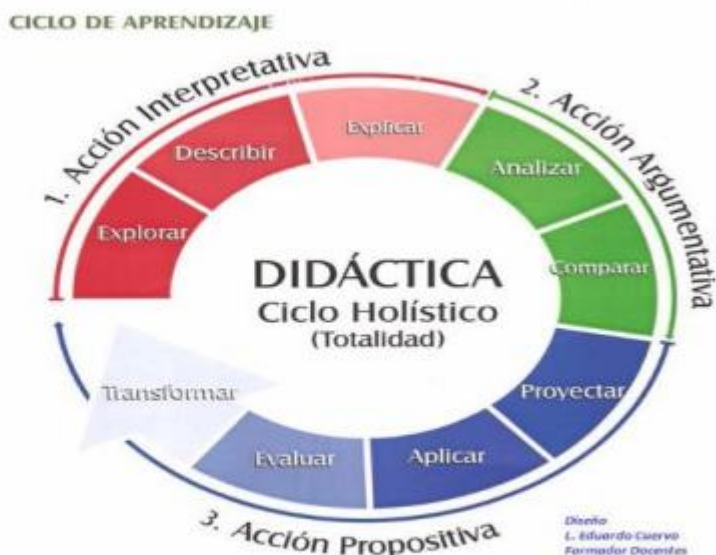 CICLO DE APRENDIZAJE
1. Acción Interpretativa
Explorar
Describir
Explicar
2. Acción Argumentativa
Analizar
Comparar
DIDÁCTICA
Ciclo Holístico
(Totalidad)
Proyectar
Aplicar
Evaluar
Transformar
3. Acción Propositiva
Diseño
L. Eduardo Cuervo
Formador Docentes